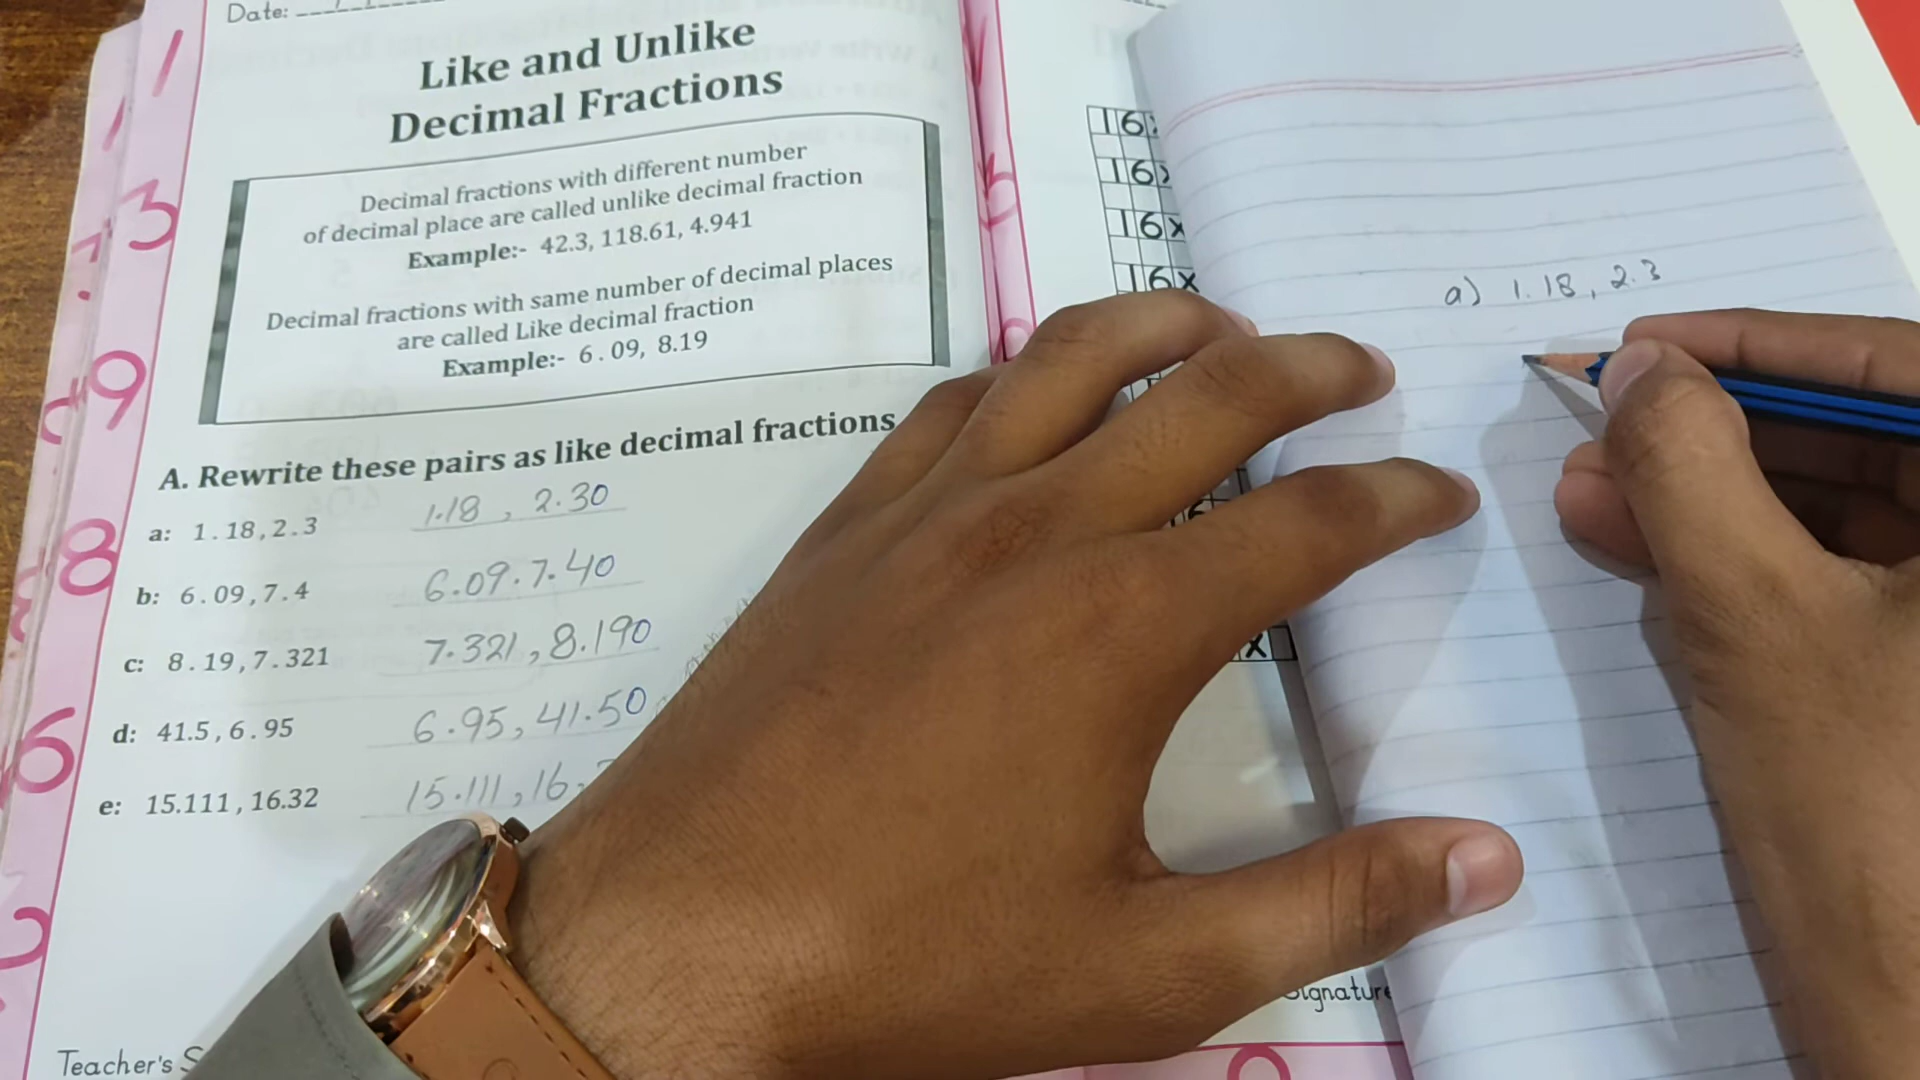 Date:
Like and Unlike
Decimal Fractions
Decimal fractions with different number
of decimal place are called unlike decimal fraction
Example:- 42.3, 118.61, 4.941
Decimal fractions with same number of decimal places
are called Like decimal fraction
Example:- 6.09, 8.19
A. Rewrite these pairs as like decimal fractions
a: 1.18, 2.3 1.18, 2.30
b: 6.09, 7.4 6.09.7.40
c: 8.19, 7.321 7.321, 8.190
d: 41.5, 6.95 6.95, 41.50
e: 15.111, 16.32 15.111, 16.
Teacher's S
16x
16x
16x
16x
x
Signature
a) 1.18, 2.3